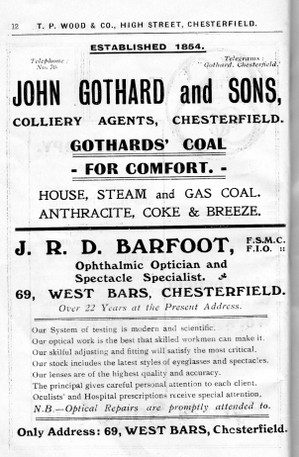 12 T. P. WOOD & CO., HIGH STREET, CHESTERFIELD.
ESTABLISHED 1854.
Telephone: No. 70.
Telegrams: "Gothard, Chesterfield."
JOHN GOTHARD and SONS,
COLLIERY AGENTS, CHESTERFIELD.
GOTHARDS' COAL
- FOR COMFORT. -
HOUSE, STEAM and GAS COAL.
ANTHRACITE, COKE & BREEZE.
J. R. D. BARFOOT, F.S.M.C. F.I.O. ::
Ophthalmic Optician and
Spectacle Specialist.
69, WEST BARS, CHESTERFIELD.
Over 22 Years at the Present Address.
Our System of testing is modern and scientific.
Our optical work is the best that skilled workmen can make it.
Our skilful adjusting and fitting will satisfy the most critical.
Our stock includes the latest styles of eyeglasses and spectacles.
Our lenses are of the highest quality and accuracy.
The principal gives careful personal attention to each client.
Oculists' and Hospital prescriptions receive special attention.
N.B.—Optical Repairs are promptly attended to.
Only Address: 69, WEST BARS, Chesterfield.